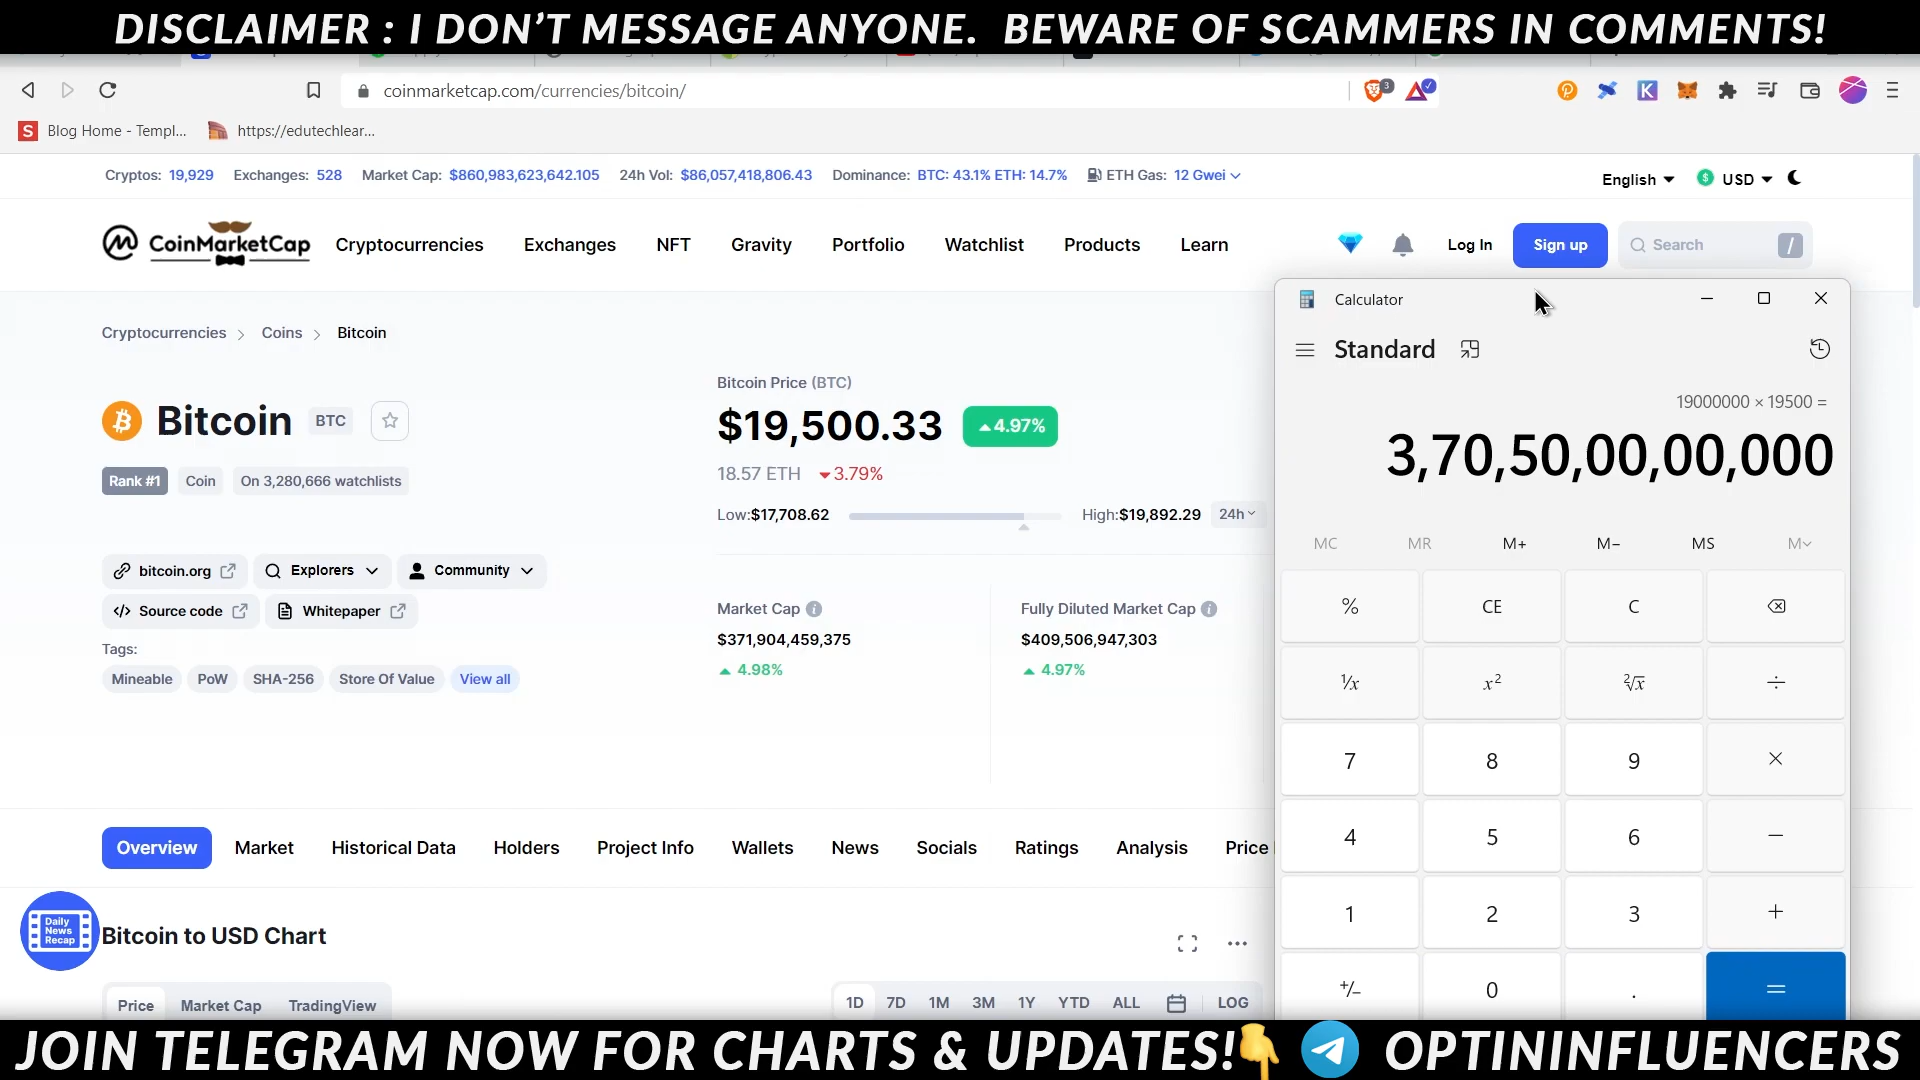 DISCLAIMER : I DON'T MESSAGE ANYONE. BEWARE OF SCAMMERS IN COMMENTS!
coinmarketcap.com/currencies/bitcoin/
3
Blog Home - Templ...
https://edutechlear...
Cryptos: 19,929 Exchanges: 528 Market Cap: $860,983,623,642.105 24h Vol: $86,057,418,806.43 Dominance: BTC: 43.1% ETH: 14.7% ETH Gas: 12 Gwei
English USD
CoinMarketCap Cryptocurrencies Exchanges NFT Gravity Portfolio Watchlist Products Learn Log In Sign up Search /
Cryptocurrencies Coins Bitcoin
Bitcoin BTC
Rank #1 Coin On 3,280,666 watchlists
bitcoin.org Explorers Community
Source code Whitepaper
Tags:
Mineable PoW SHA-256 Store Of Value View all
Bitcoin Price (BTC)
$19,500.33 4.97%
18.57 ETH 3.79%
Low:$17,708.62 High:$19,892.29 24h
Market Cap
$371,904,459,375
4.98%
Fully Diluted Market Cap
$409,506,947,303
4.97%
Calculator
Standard
19000000 × 19500 =
3,70,50,00,00,000
MC MR M+ M− MS M
% CE C
1/x x² ²√x ÷
7 8 9 ×
4 5 6 −
1 2 3 +
+/− 0 . =
Overview Market Historical Data Holders Project Info Wallets News Socials Ratings Analysis Price
Daily
News
Recap
Bitcoin to USD Chart
Price Market Cap TradingView
1D 7D 1M 3M 1Y YTD ALL LOG
JOIN TELEGRAM NOW FOR CHARTS & UPDATES! OPTININFLUENCERS